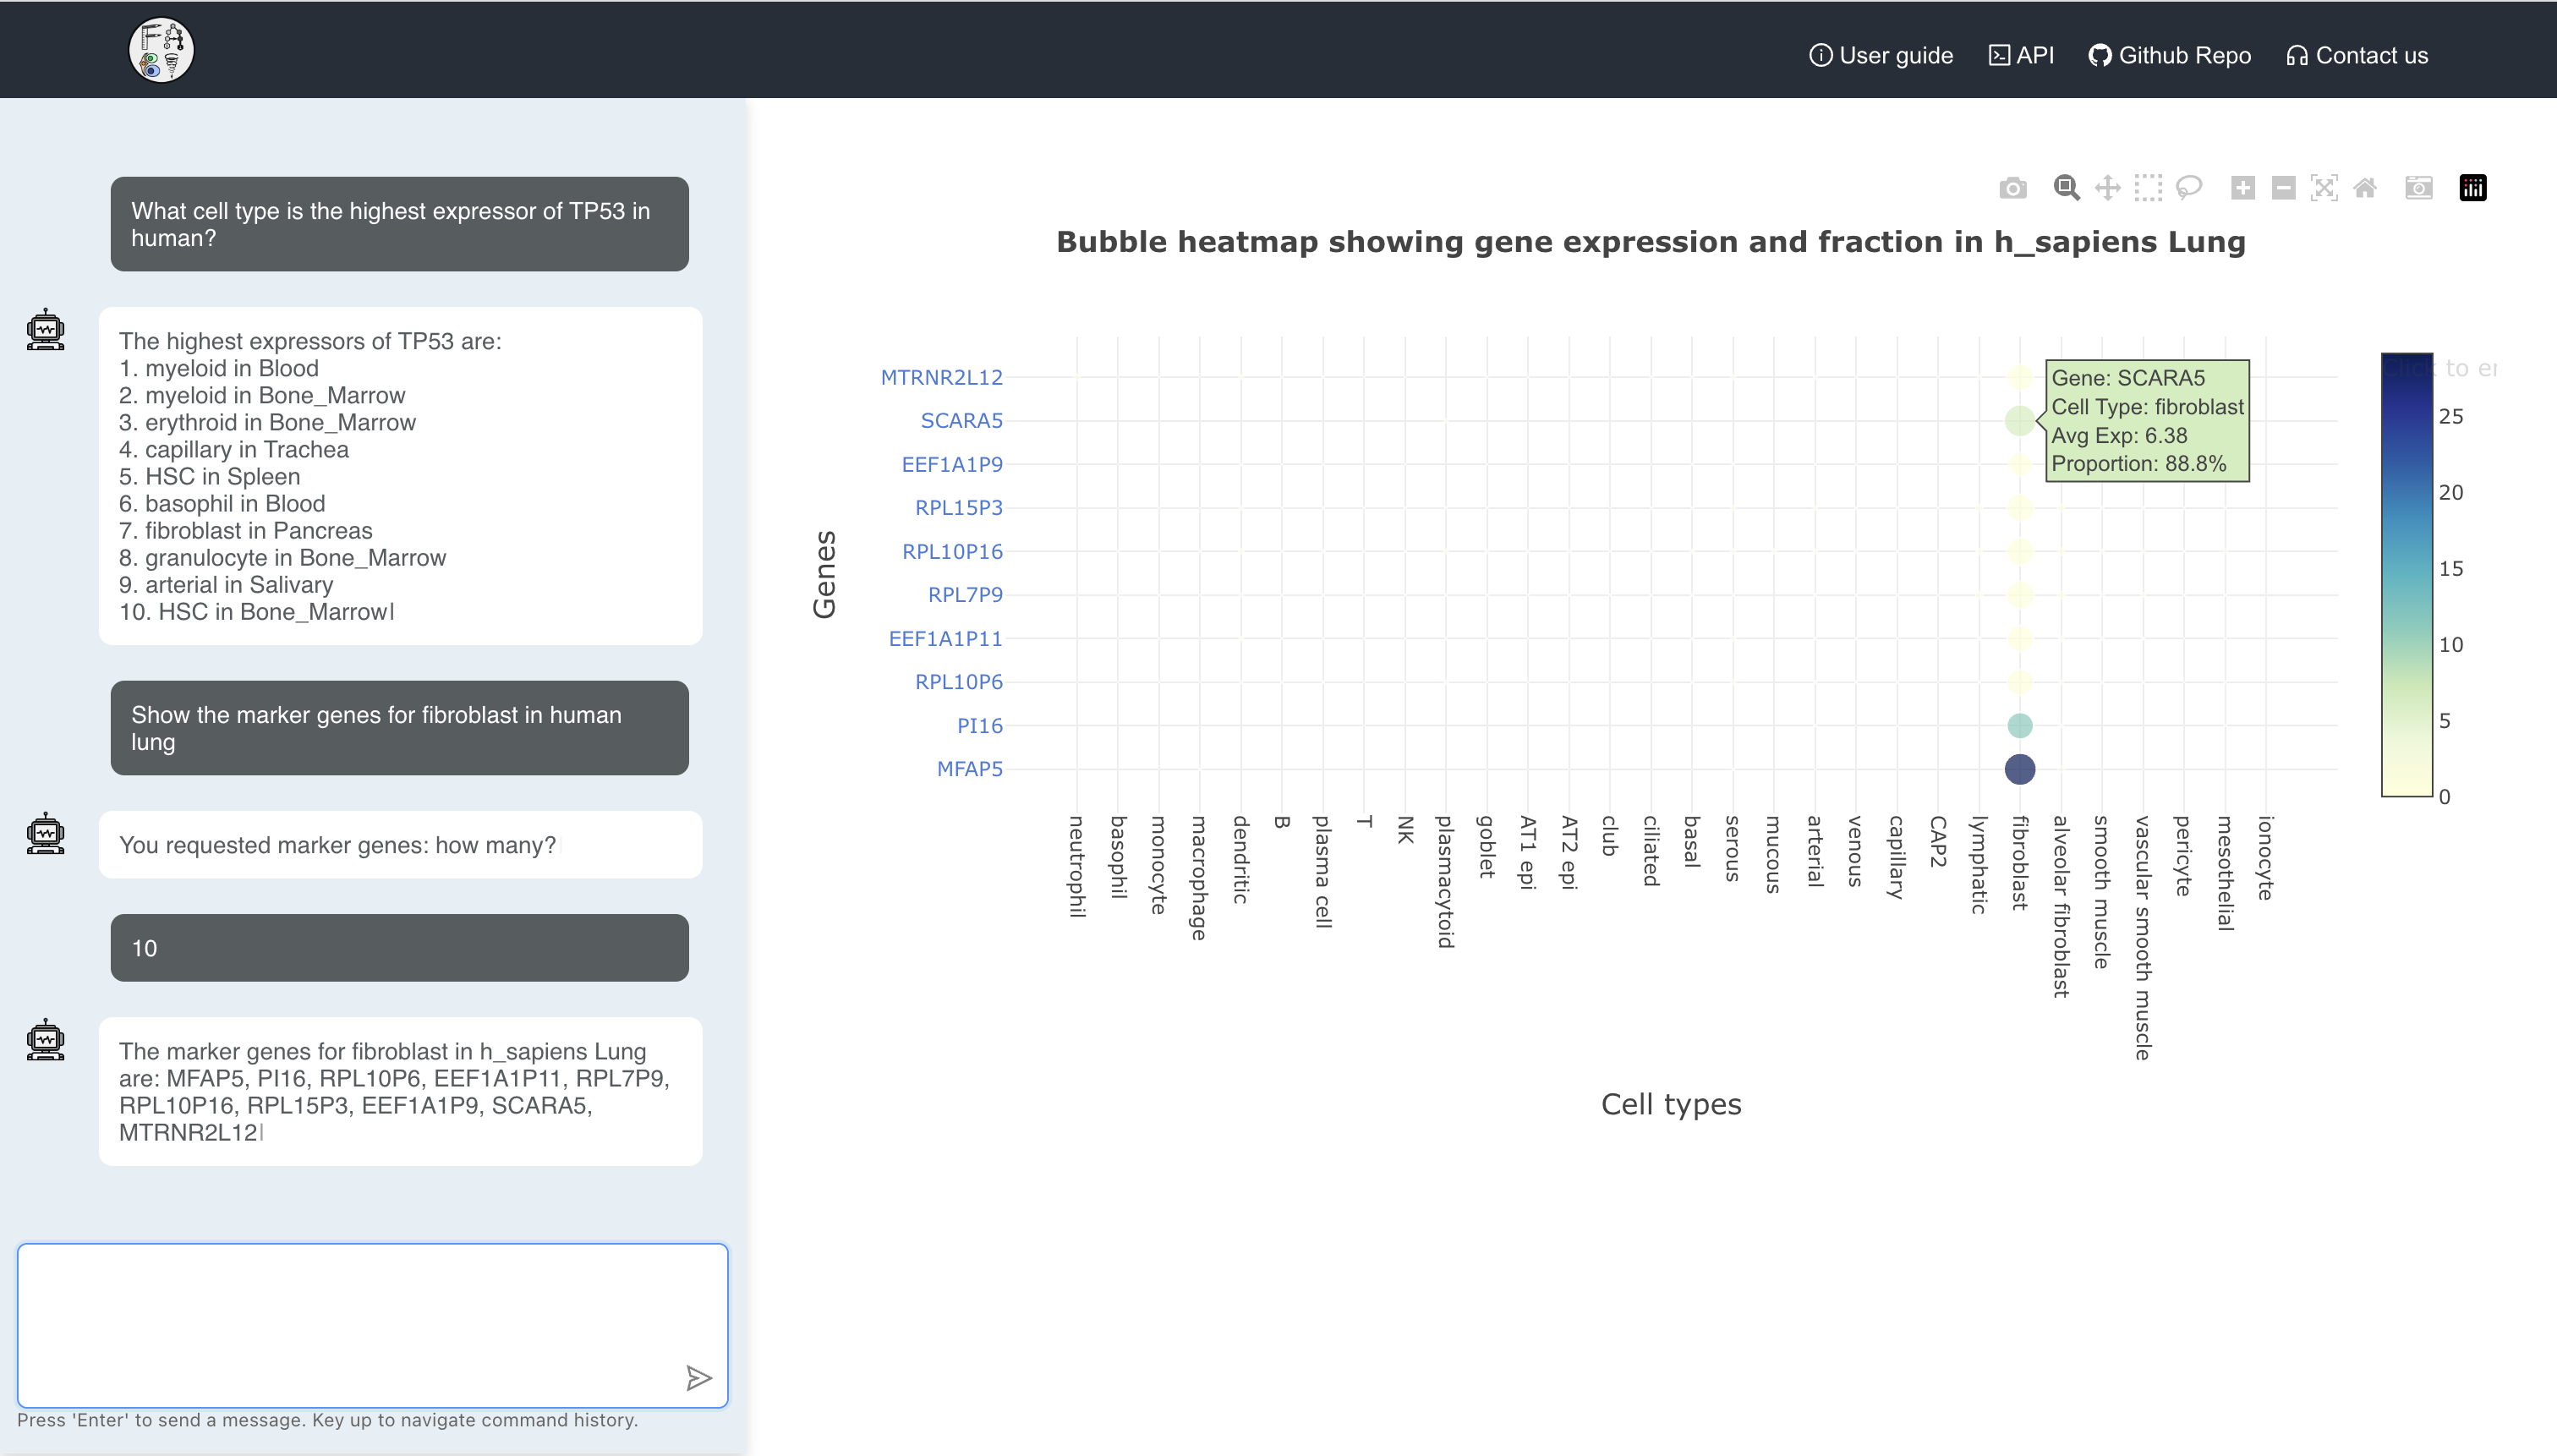 User guide
API
Github Repo
Contact us
What cell type is the highest expressor of TP53 in
human?
The highest expressors of TP53 are:
1. myeloid in Blood
2. myeloid in Bone_Marrow
3. erythroid in Bone_Marrow
4. capillary in Trachea
5. HSC in Spleen
6. basophil in Blood
7. fibroblast in Pancreas
8. granulocyte in Bone_Marrow
9. arterial in Salivary
10. HSC in Bone_Marrow
Show the marker genes for fibroblast in human
lung
You requested marker genes: how many?
10
The marker genes for fibroblast in h_sapiens Lung
are: MFAP5, PI16, RPL10P6, EEF1A1P11, RPL7P9,
RPL10P16, RPL15P3, EEF1A1P9, SCARA5,
MTRNR2L12
Press 'Enter' to send a message. Key up to navigate command history.
Bubble heatmap showing gene expression and fraction in h_sapiens Lung
Genes
MTRNR2L12
SCARA5
EEF1A1P9
RPL15P3
RPL10P16
RPL7P9
EEF1A1P11
RPL10P6
PI16
MFAP5
Gene: SCARA5
Cell Type: fibroblast
Avg Exp: 6.38
Proportion: 88.8%
Click to
25
20
15
10
5
0
neutrophil
basophil
monocyte
macrophage
dendritic
B
plasma cell
T
NK
plasmacytoid
goblet
AT1 epi
AT2 epi
club
ciliated
basal
serous
mucous
arterial
venous
capillary
CAP2
lymphatic
fibroblast
alveolar fibroblast
smooth muscle
vascular smooth muscle
pericyte
mesothelial
ionocyte
Cell types